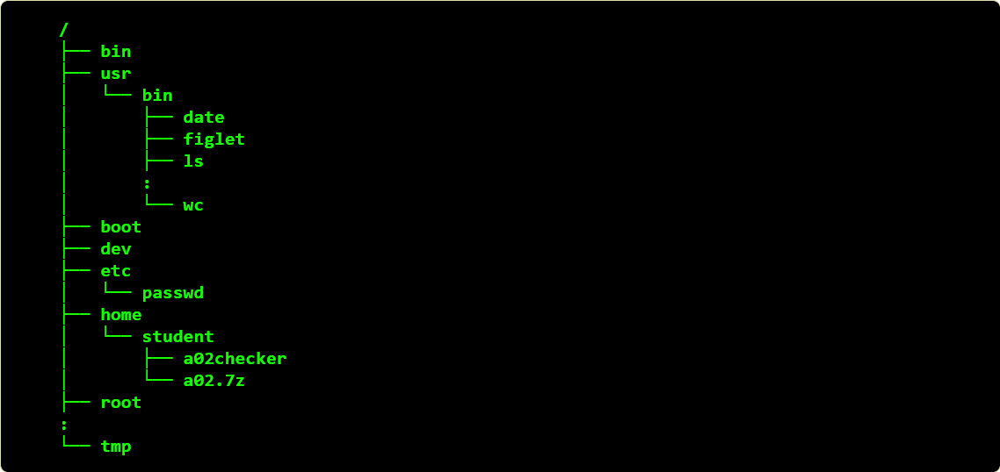 /
├── bin
├── usr
│   └── bin
│       ├── date
│       ├── figlet
│       ├── ls
│       :
│       └── wc
├── boot
├── dev
├── etc
│   └── passwd
├── home
│   └── student
│       ├── a02checker
│       └── a02.7z
├── root
:
└── tmp